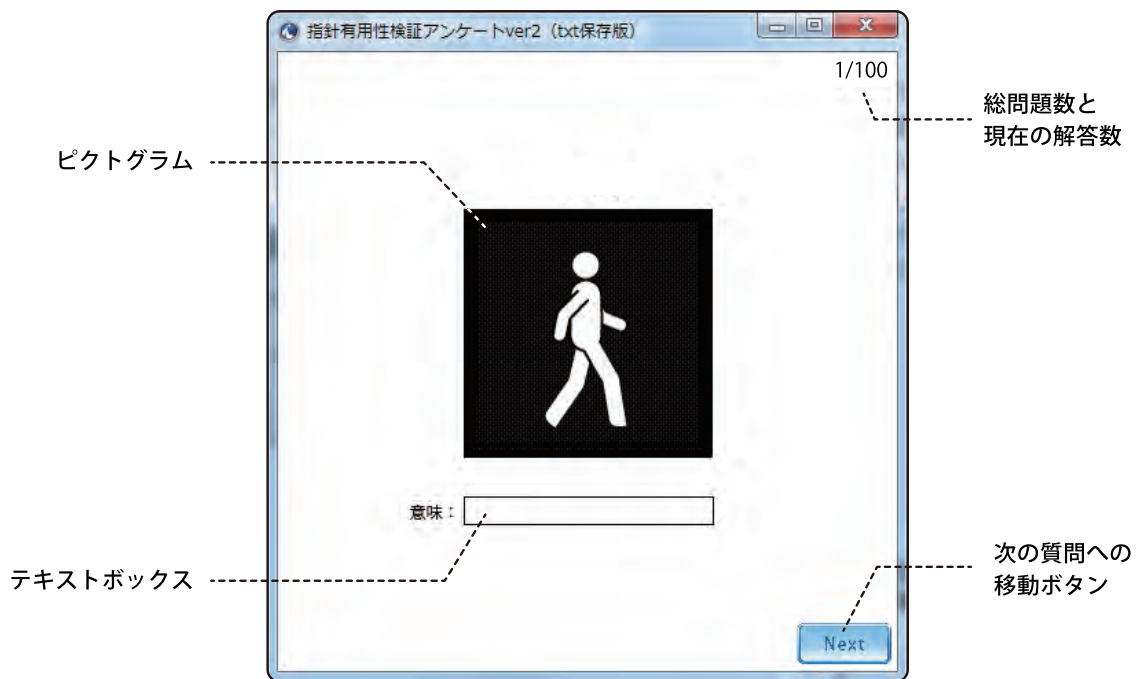 指針有用性検証アンケートver2（txt保存版）
1/100
総問題数と
現在の解答数
ピクトグラム
意味：
テキストボックス
次の質問への
移動ボタン
Next